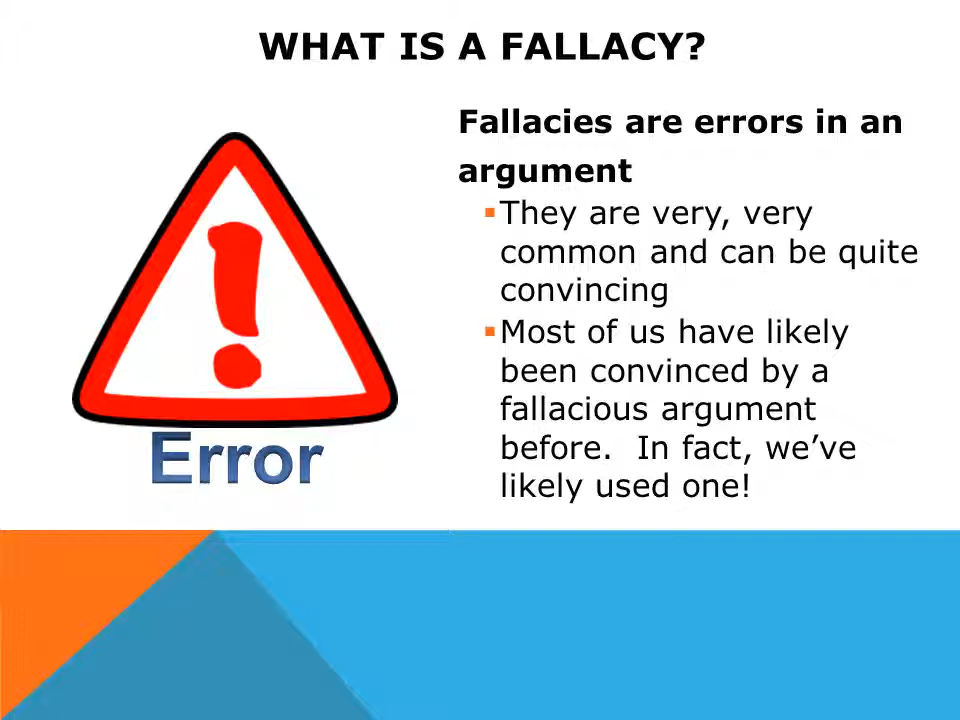 WHAT IS A FALLACY?
Fallacies are errors in an
argument
▪They are very, very
common and can be quite
convincing
▪Most of us have likely
been convinced by a
fallacious argument
before.  In fact, we’ve
likely used one!
!
Error